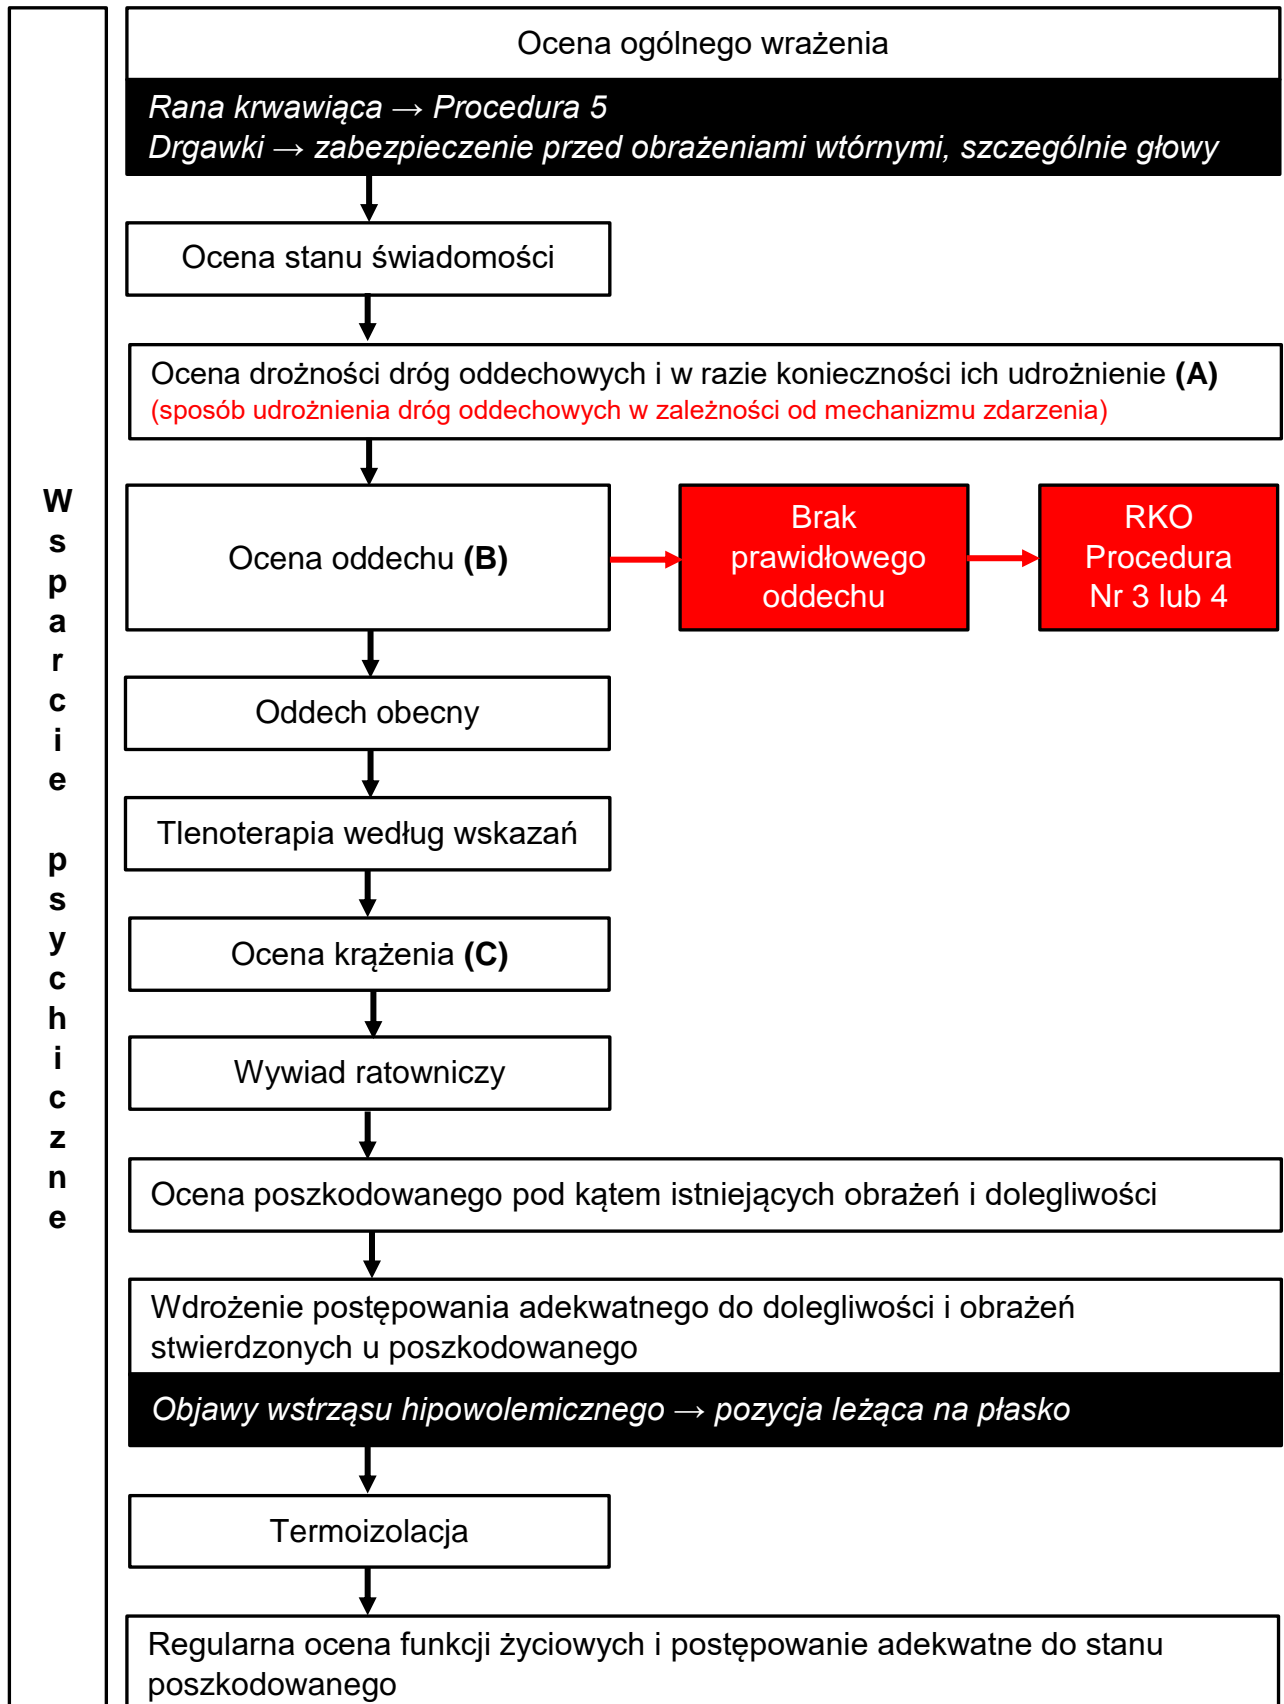 Wsparcie psychiczne
Ocena ogólnego wrażenia
Rana krwawiąca → Procedura 5
Drgawki → zabezpieczenie przed obrażeniami wtórnymi, szczególnie głowy
Ocena stanu świadomości
Ocena drożności dróg oddechowych i w razie konieczności ich udrożnienie (A)
(sposób udrożnienia dróg oddechowych w zależności od mechanizmu zdarzenia)
Ocena oddechu (B)
Brak
prawidłowego
oddechu
RKO
Procedura
Nr 3 lub 4
Oddech obecny
Tlenoterapia według wskazań
Ocena krążenia (C)
Wywiad ratowniczy
Ocena poszkodowanego pod kątem istniejących obrażeń i dolegliwości
Wdrożenie postępowania adekwatnego do dolegliwości i obrażeń
stwierdzonych u poszkodowanego
Objawy wstrząsu hipowolemicznego → pozycja leżąca na płasko
Termoizolacja
Regularna ocena funkcji życiowych i postępowanie adekwatne do stanu
poszkodowanego